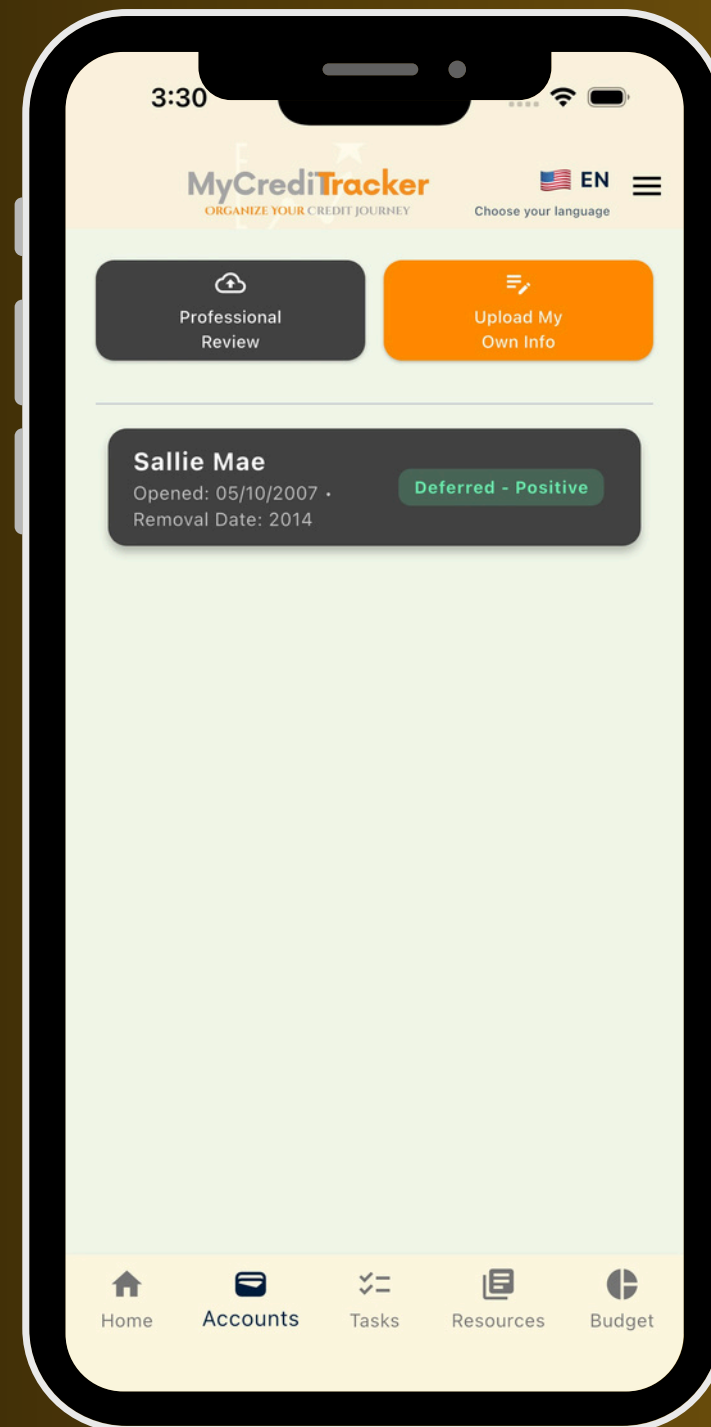 3:30
MyCrediTracker
ORGANIZE YOUR CREDIT JOURNEY
EN
Choose your language
Professional
Review
Upload My
Own Info
Sallie Mae
Opened: 05/10/2007 •
Removal Date: 2014
Deferred - Positive
Home
Accounts
Tasks
Resources
Budget